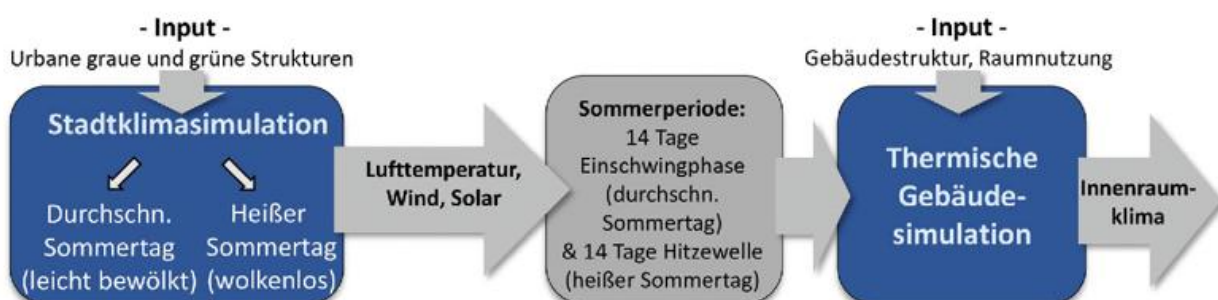 - Input -
Urbane graue und grüne Strukturen
Stadtklimasimulation
Durchschn.
Sommertag
(leicht bewölkt)
Heißer
Sommertag
(wolkenlos)
Lufttemperatur,
Wind, Solar
Sommerperiode:
14 Tage
Einschwingphase
(durchschn.
Sommertag)
& 14 Tage Hitzewelle
(heißer Sommertag)
- Input -
Gebäudestruktur, Raumnutzung
Thermische
Gebäude-
simulation
Innenraum-
klima